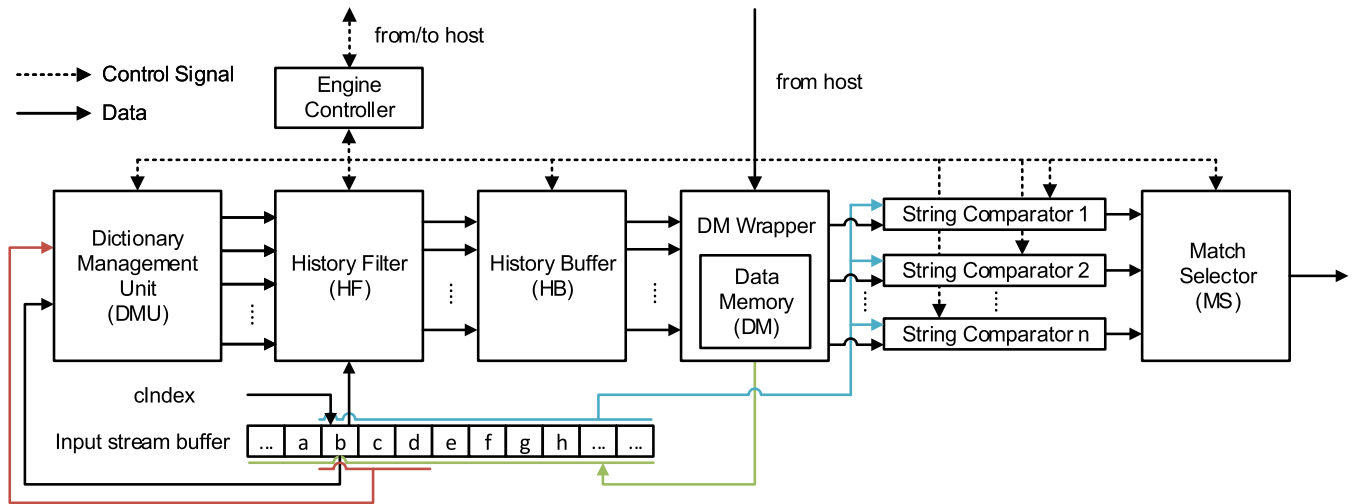 from/to host
Control Signal
Data
Engine
Controller
from host
Dictionary
Management
Unit
(DMU)
History Filter
(HF)
History Buffer
(HB)
DM Wrapper
Data
Memory
(DM)
String Comparator 1
String Comparator 2
String Comparator n
Match
Selector
(MS)
cIndex
Input stream buffer
... a b c d e f g h ... ...